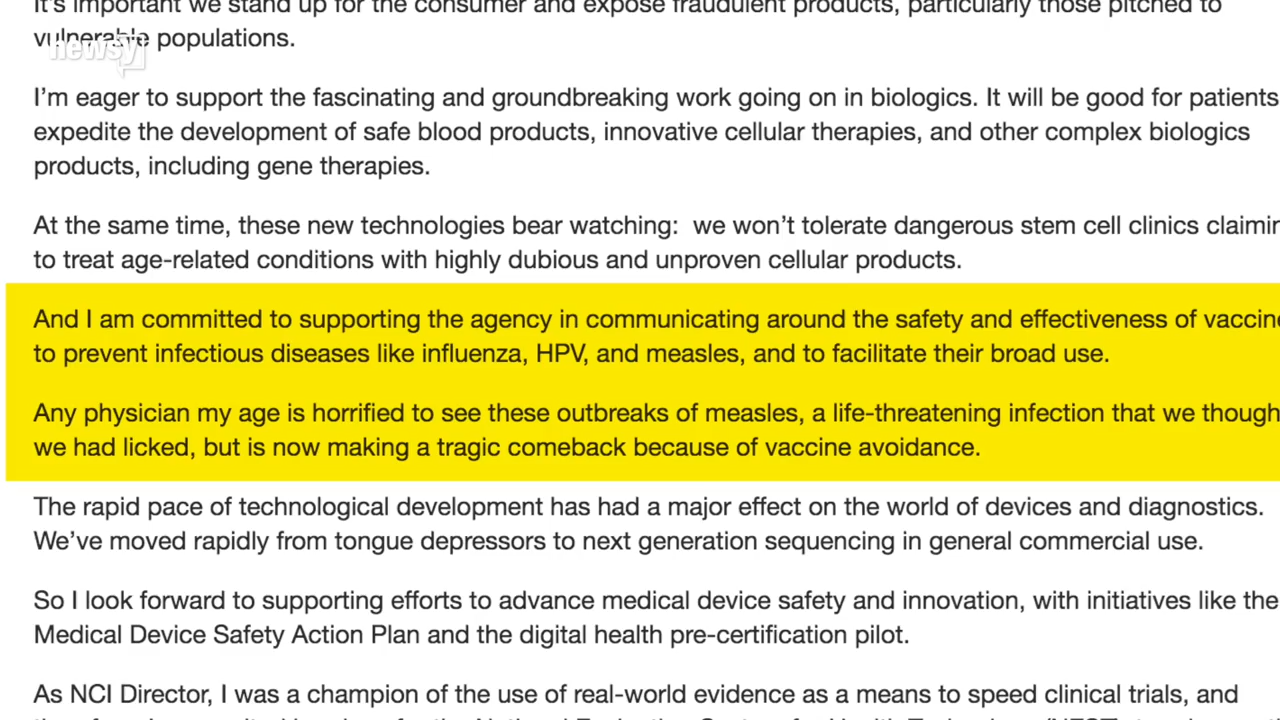 It's important we stand up for the consumer and expose fraudulent products, particularly those pitched to
vulnerable populations.
newsy
I'm eager to support the fascinating and groundbreaking work going on in biologics. It will be good for patients
expedite the development of safe blood products, innovative cellular therapies, and other complex biologics
products, including gene therapies.
At the same time, these new technologies bear watching:  we won't tolerate dangerous stem cell clinics
to treat age-related conditions with highly dubious and unproven cellular products.
And I am committed to supporting the agency in communicating around the safety and effectiveness of
to prevent infectious diseases like influenza, HPV, and measles, and to facilitate their broad use.
Any physician my age is horrified to see these outbreaks of measles, a life-threatening infection that we
we had licked, but is now making a tragic comeback because of vaccine avoidance.
The rapid pace of technological development has had a major effect on the world of devices and diagnostics.
We've moved rapidly from tongue depressors to next generation sequencing in general commercial use.
So I look forward to supporting efforts to advance medical device safety and innovation, with initiatives like the
Medical Device Safety Action Plan and the digital health pre-certification pilot.
As NCI Director, I was a champion of the use of real-world evidence as a means to speed clinical trials, and